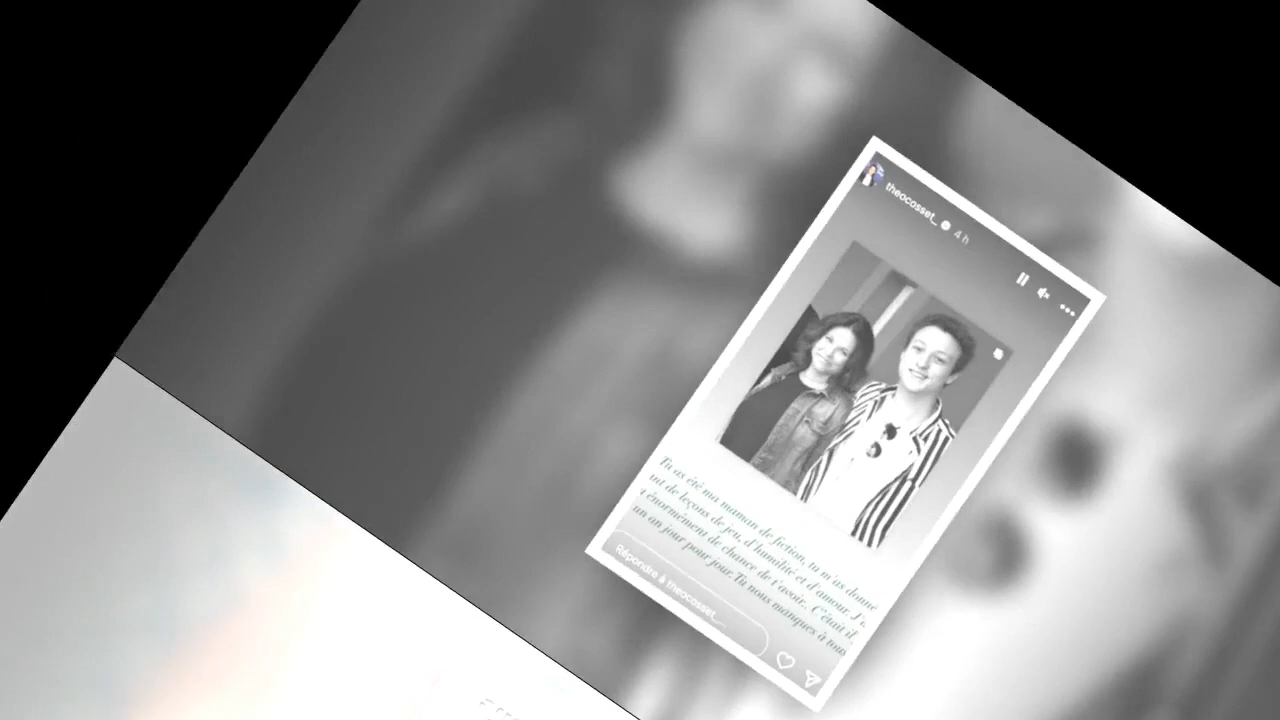 theocosset_ 4 h
Tu as été ma maman de fiction, tu m'as donné
tant de leçons de jeu, d'humilité et d'amour. J'a
énormément de chance de t'avoir.. C'était il
un an jour pour jour. Tu nous manques à tous
Répondre à theocosset_...